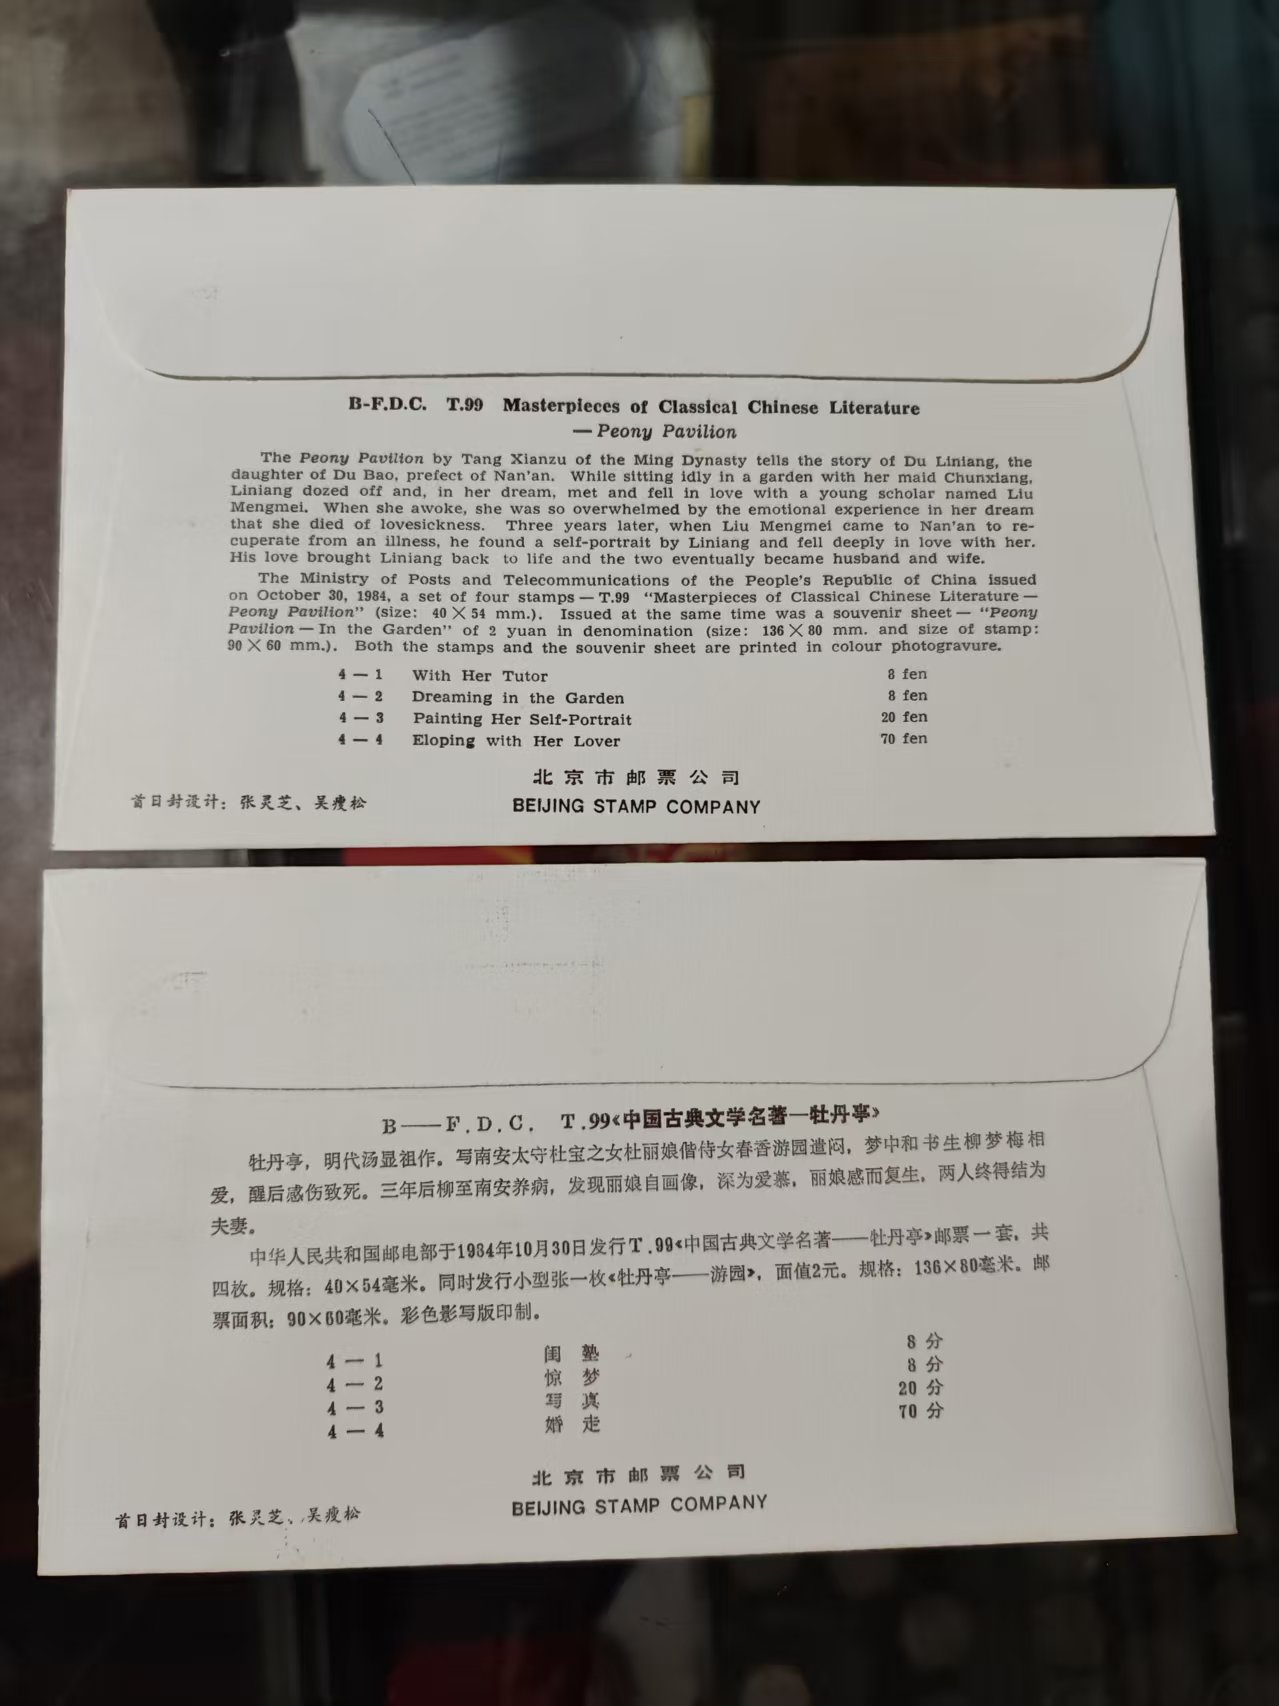 B-F.D.C. T.99 Masterpieces of Classical Chinese Literature
— Peony Pavilion
The Peony Pavilion by Tang Xianzu of the Ming Dynasty tells the story of Du Liniang, the
daughter of Du Bao, prefect of Nan'an. While sitting idly in a garden with her maid Chunxiang,
Liniang dozed off and, in her dream, met and fell in love with a young scholar named Liu
Mengmei. When she awoke, she was so overwhelmed by the emotional experience in her dream
that she died of lovesickness. Three years later, when Liu Mengmei came to Nan'an to re-
cuperate from an illness, he found a self-portrait by Liniang and fell deeply in love with her.
His love brought Liniang back to life and the two eventually became husband and wife.
The Ministry of Posts and Telecommunications of the People's Republic of China issued
on October 30, 1984, a set of four stamps — T.99 "Masterpieces of Classical Chinese Literature —
Peony Pavilion" (size: 40 × 54 mm.). Issued at the same time was a souvenir sheet — "Peony
Pavilion — In the Garden" of 2 yuan in denomination (size: 136 × 80 mm. and size of stamp:
90 × 60 mm.). Both the stamps and the souvenir sheet are printed in colour photogravure.
4 — 1 With Her Tutor 8 fen
4 — 2 Dreaming in the Garden 8 fen
4 — 3 Painting Her Self-Portrait 20 fen
4 — 4 Eloping with Her Lover 70 fen
北京市邮票公司
首日封设计：张灵芝、吴瘦松 BEIJING STAMP COMPANY
B——F.D.C. T.99《中国古典文学名著—牡丹亭》
牡丹亭，明代汤显祖作。写南安太守杜宝之女杜丽娘偕侍女春香游园遣闷，梦中和书生柳梦梅相
爱，醒后感伤致死。三年后柳至南安养病，发现丽娘自画像，深为爱慕，丽娘感而复生，两人终得结为
夫妻。
中华人民共和国邮电部于1984年10月30日发行T.99《中国古典文学名著——牡丹亭》邮票一套，共
四枚。规格：40×54毫米。同时发行小型张一枚《牡丹亭——游园》，面值2元。规格：136×80毫米。邮
票面积：90×60毫米。彩色影写版印制。
4 — 1 闺塾 8 分
4 — 2 惊梦 8 分
4 — 3 写真 20 分
4 — 4 婚走 70 分
北京市邮票公司
首日封设计：张灵芝、吴瘦松 BEIJING STAMP COMPANY